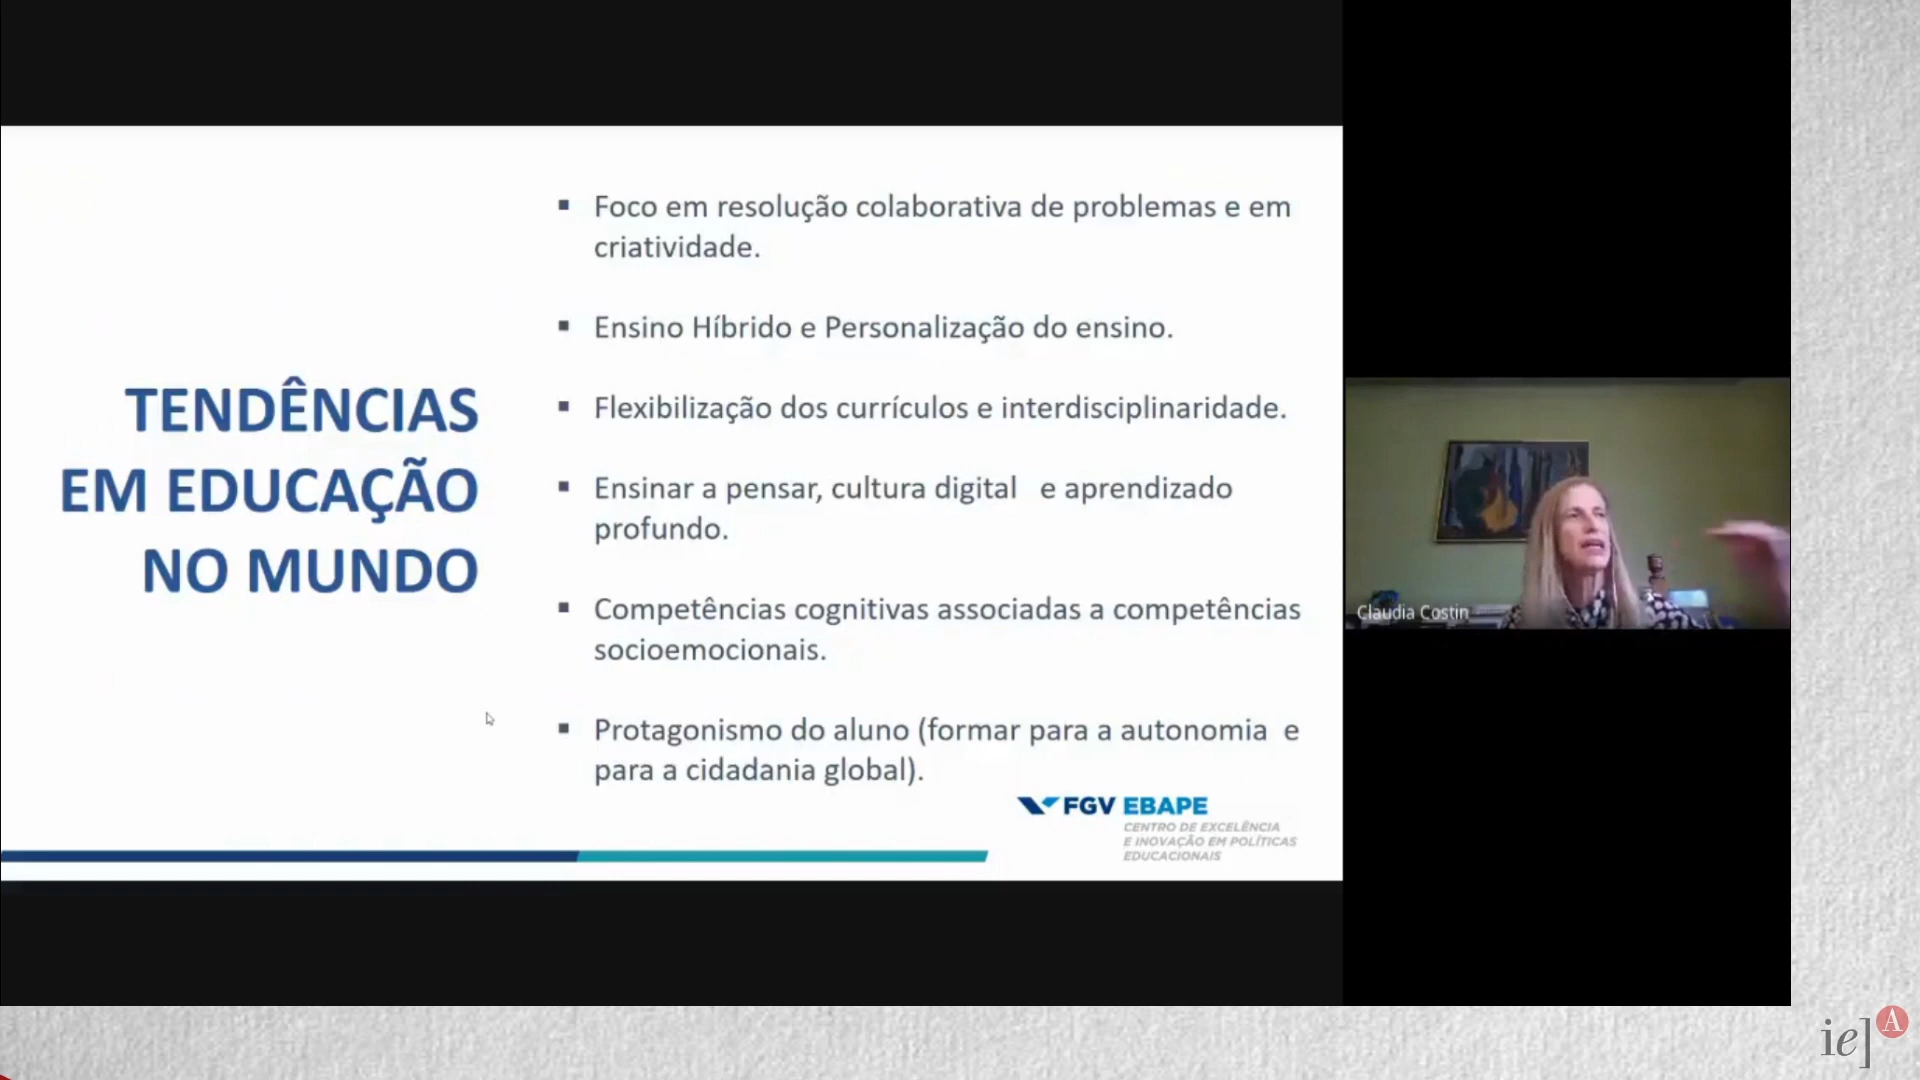 TENDÊNCIAS
EM EDUCAÇÃO
NO MUNDO
▪ Foco em resolução colaborativa de problemas e em
criatividade.
▪ Ensino Híbrido e Personalização do ensino.
▪ Flexibilização dos currículos e interdisciplinaridade.
▪ Ensinar a pensar, cultura digital e aprendizado
profundo.
▪ Competências cognitivas associadas a competências
socioemocionais.
▪ Protagonismo do aluno (formar para a autonomia e
para a cidadania global).
FGV EBAPE
CENTRO DE EXCELÊNCIA
E INOVAÇÃO EM POLÍTICAS
EDUCACIONAIS
Claudia Costin
ie]A